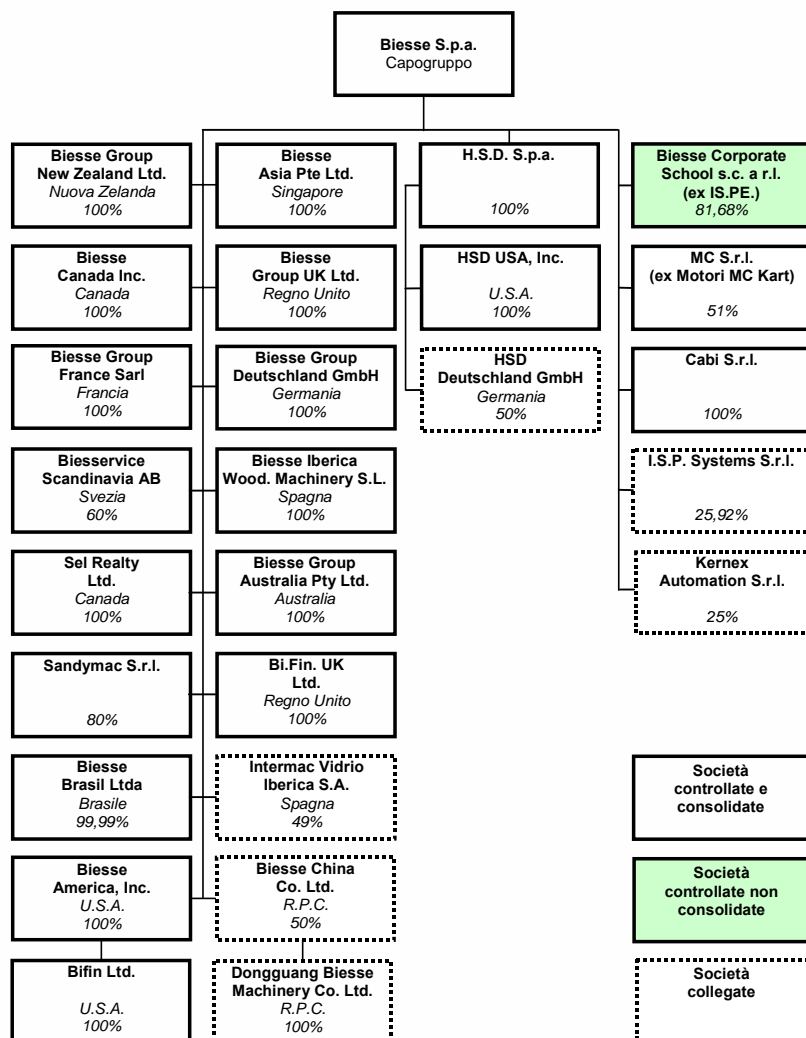 Biesse S.p.a.
Capogruppo
Biesse Group
New Zealand Ltd.
Nuova Zelanda
100%
Biesse
Asia Pte Ltd.
Singapore
100%
H.S.D. S.p.a.
100%
Biesse Corporate
School s.c. a r.l.
(ex IS.PE.)
81,68%
Biesse
Canada Inc.
Canada
100%
Biesse
Group UK Ltd.
Regno Unito
100%
HSD USA, Inc.
U.S.A.
100%
MC S.r.l.
(ex Motori MC Kart)
51%
Biesse Group
France Sarl
Francia
100%
Biesse Group
Deutschland GmbH
Germania
100%
HSD
Deutschland GmbH
Germania
50%
Cabi S.r.l.
100%
Biesservice
Scandinavia AB
Svezia
60%
Biesse Iberica
Wood. Machinery S.L.
Spagna
100%
I.S.P. Systems S.r.l.
25,92%
Sel Realty
Ltd.
Canada
100%
Biesse Group
Australia Pty Ltd.
Australia
100%
Kernex
Automation S.r.l.
25%
Sandymac S.r.l.
80%
Bi.Fin. UK
Ltd.
Regno Unito
100%
Biesse
Brasil Ltda
Brasile
99,99%
Intermac Vidrio
Iberica S.A.
Spagna
49%
Società
controllate e
consolidate
Biesse
America, Inc.
U.S.A.
100%
Biesse China
Co. Ltd.
R.P.C.
50%
Società
controllate non
consolidate
Bifin Ltd.
U.S.A.
100%
Dongguang Biesse
Machinery Co. Ltd.
R.P.C.
100%
Società
collegate